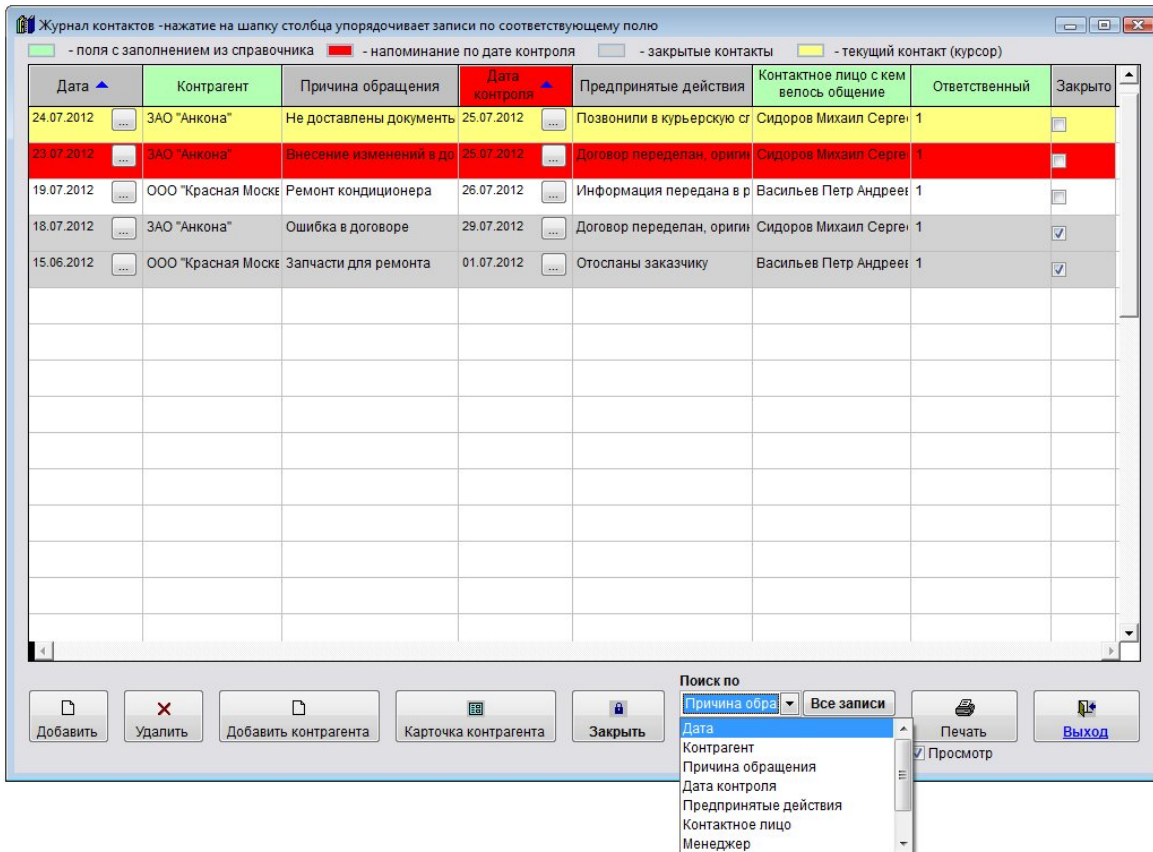 Журнал контактов -нажатие на шапку столбца упорядочивает записи по соответствующему полю
- поля с заполнением из справочника - напоминание по дате контроля - закрытые контакты - текущий контакт (курсор)
Дата Контрагент Причина обращения Дата контроля Предпринятые действия Контактное лицо с кем велось общение Ответственный Закрыто
24.07.2012 ... ЗАО "Анкона" Не доставлены документы 25.07.2012 ... Позвонили в курьерскую сл Сидоров Михаил Серге 1
23.07.2012 ... ЗАО "Анкона" Внесение изменений в до 25.07.2012 ... Договор переделан, оригин Сидоров Михаил Серге 1
19.07.2012 ... ООО "Красная Москв Ремонт кондиционера 26.07.2012 ... Информация передана в р Васильев Петр Андреев 1
18.07.2012 ... ЗАО "Анкона" Ошибка в договоре 29.07.2012 ... Договор переделан, оригин Сидоров Михаил Серге 1
15.06.2012 ... ООО "Красная Москв Запчасти для ремонта 01.07.2012 ... Отосланы заказчику Васильев Петр Андреев 1
Поиск по
Причина обра Все записи
Добавить Удалить Добавить контрагента Карточка контрагента Закрыть Печать Выход
Просмотр
Дата
Контрагент
Причина обращения
Дата контроля
Предпринятые действия
Контактное лицо
Менеджер